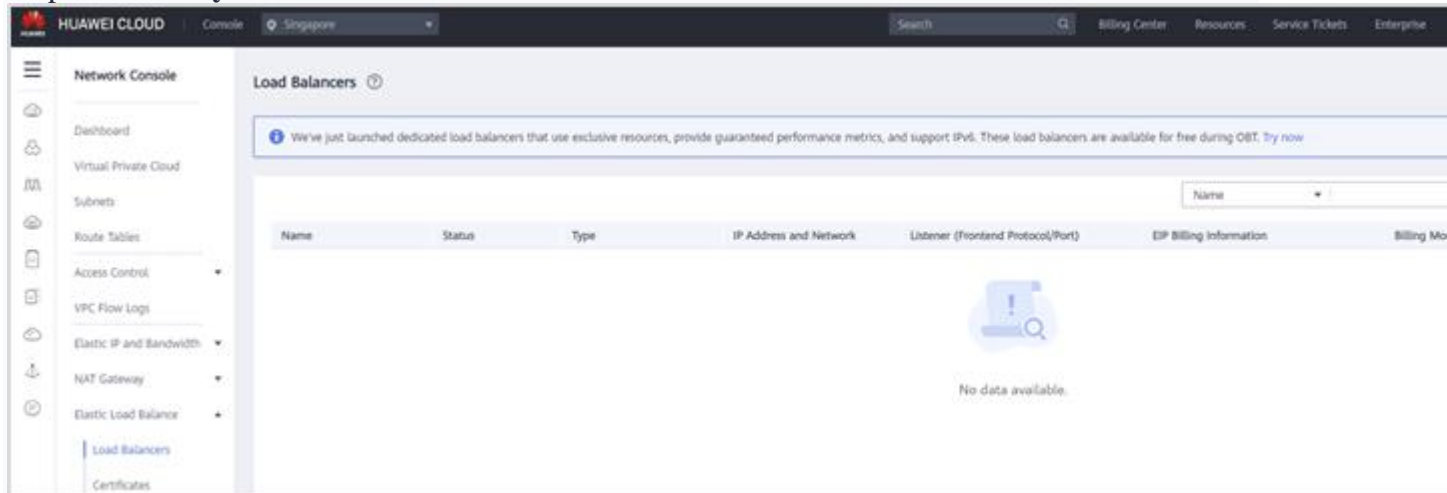 HUAWEI CLOUD Console Singapore Search Billing Center Resources Service Tickets Enterprise
HUAWEI
Network Console
Dashboard
Virtual Private Cloud
Subnets
Route Tables
Access Control
VPC Flow Logs
Elastic IP and Bandwidth
NAT Gateway
Elastic Load Balance
Load Balancers
Certificates
Load Balancers
We've just launched dedicated load balancers that use exclusive resources, provide guaranteed performance metrics, and support IPv6. These load balancers are available for free during OBT. Try now
Name
Name Status Type IP Address and Network Listener (Frontend Protocol/Port) EIP Billing Information Billing Mo
No data available.